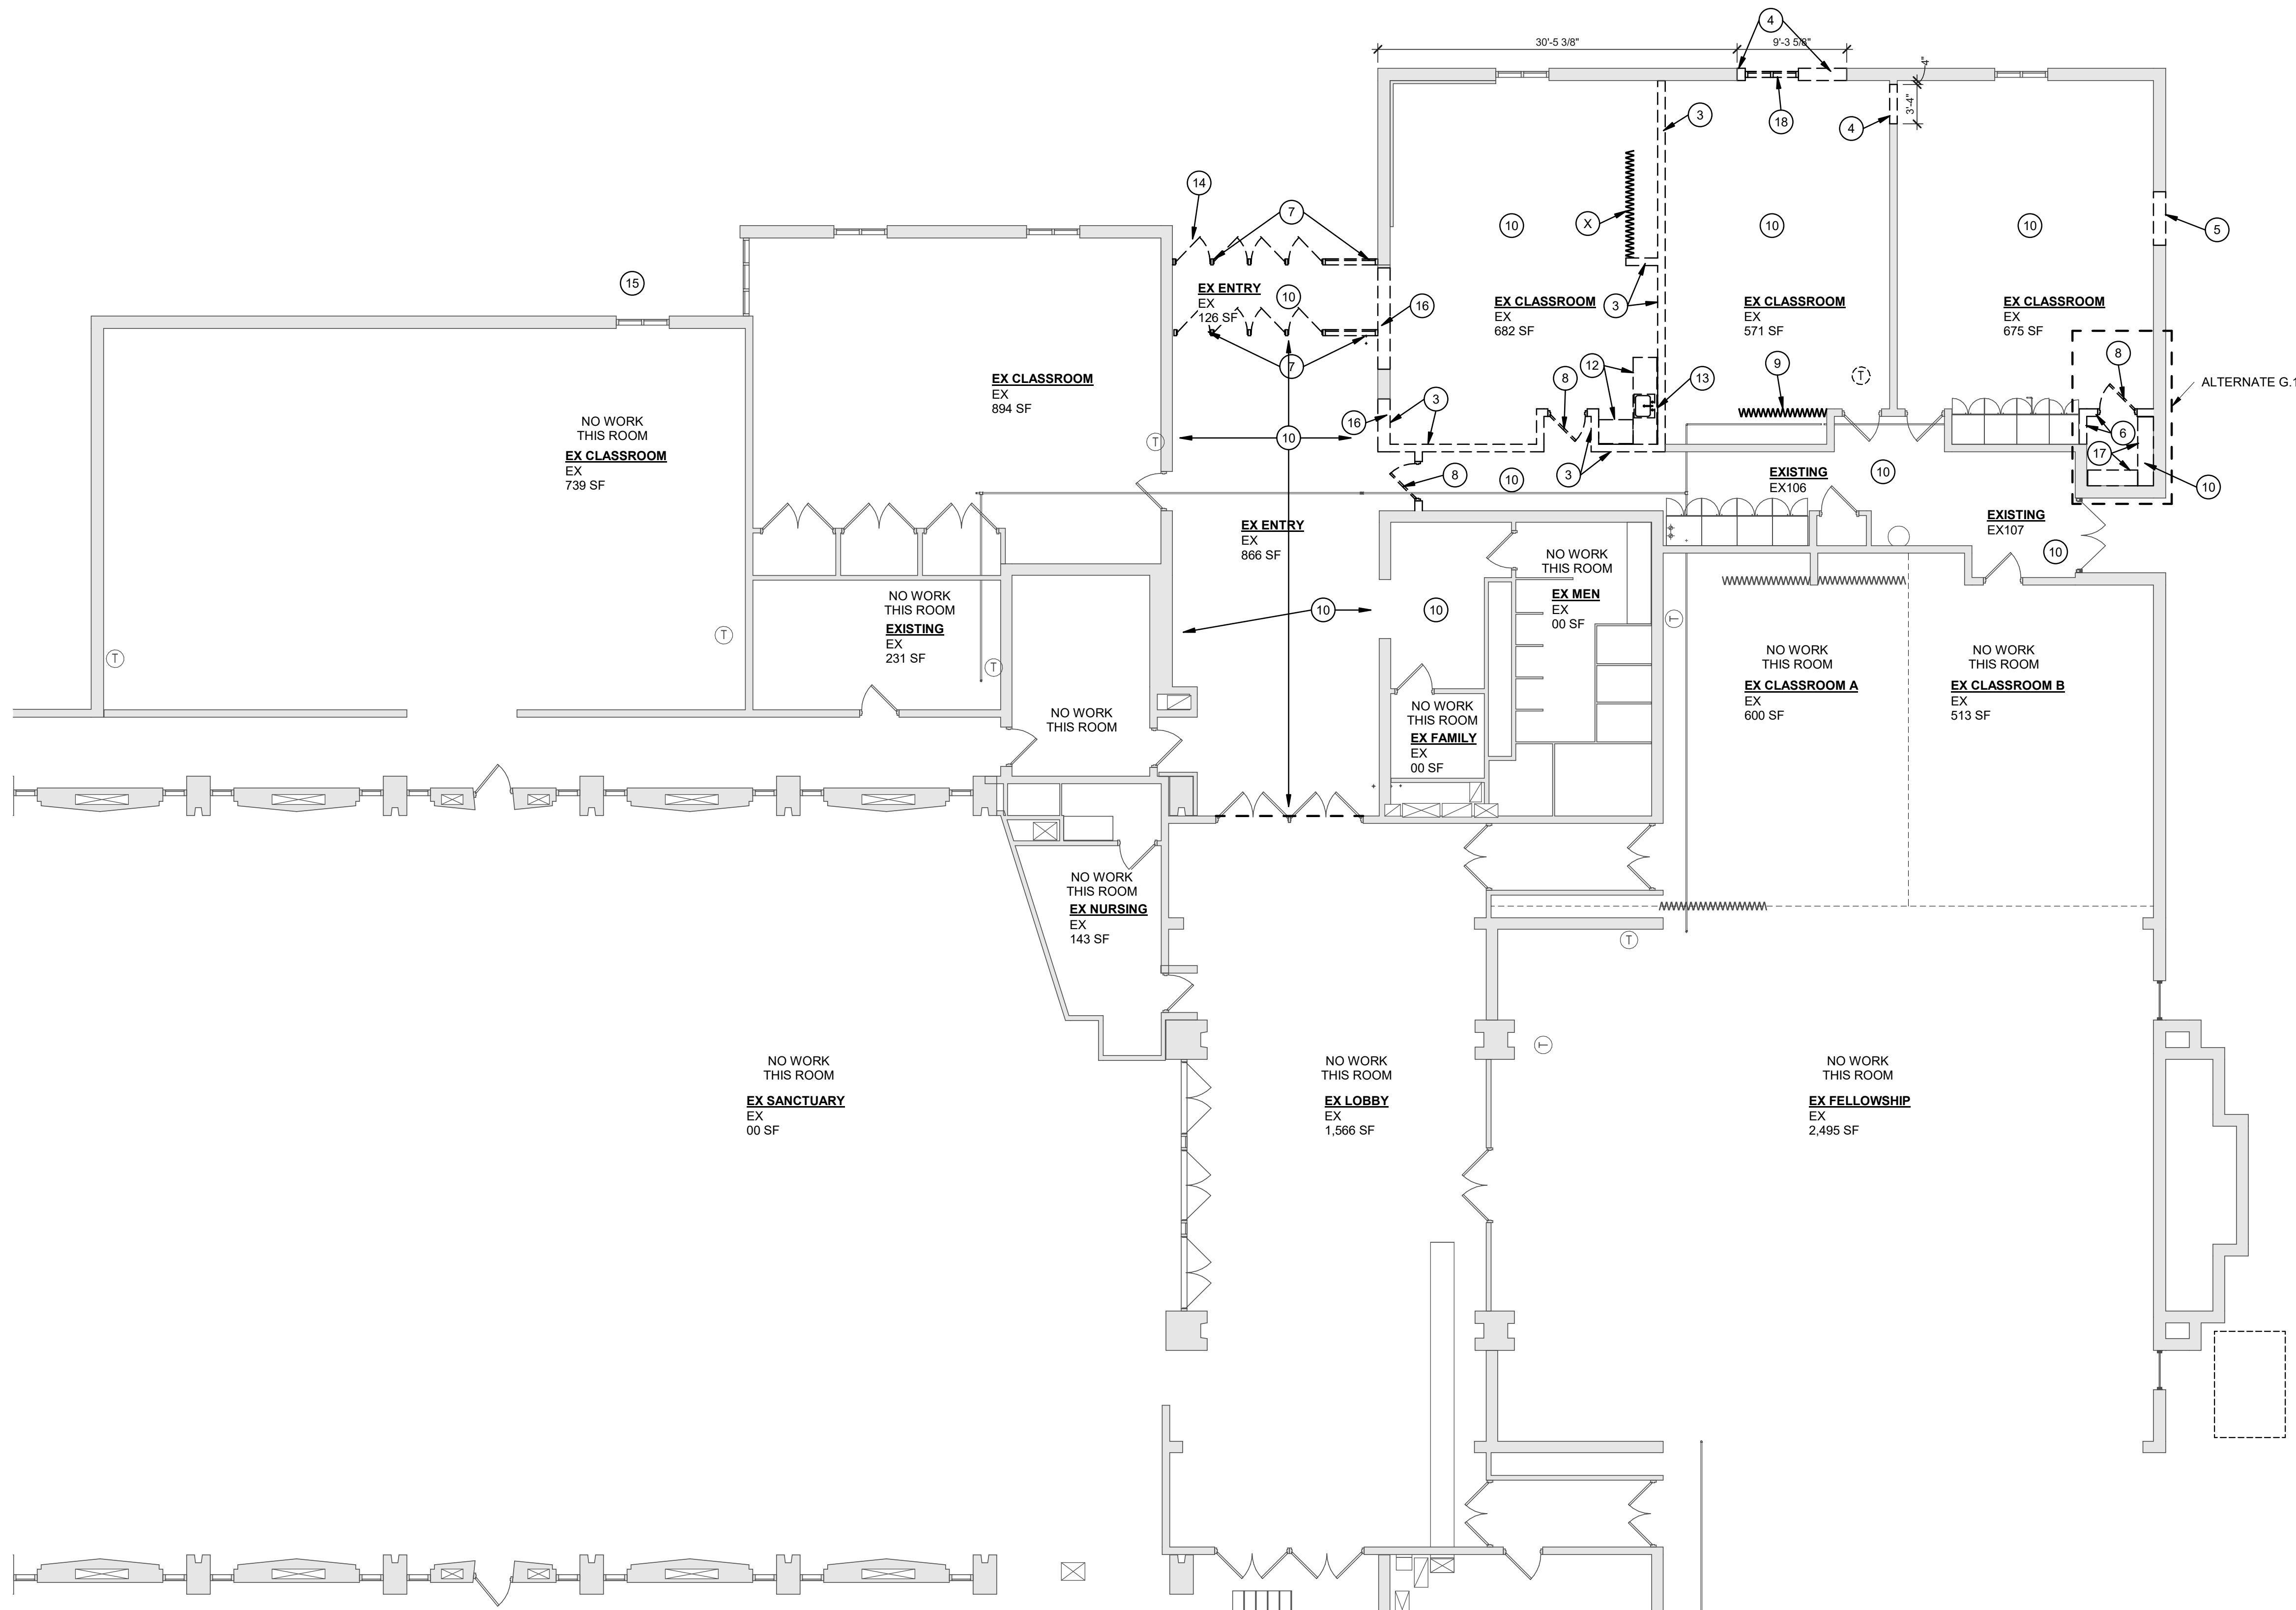 4
30'-5 3/8"
9'-3 5/8"
4"
3'-4"
3
18
4
14
7
X
10
10
10
5
15
EX ENTRY
EX
126 SF
10
16
EX CLASSROOM
EX
682 SF
3
EX CLASSROOM
EX
571 SF
EX CLASSROOM
EX
675 SF
7
12
8
13
9
T
8
ALTERNATE G.1
EX CLASSROOM
EX
894 SF
3
16
6
17
10
NO WORK
THIS ROOM
EX CLASSROOM
EX
739 SF
T
10
8
10
3
EXISTING
EX106
10
EX ENTRY
EX
866 SF
EXISTING
EX107
10
NO WORK
THIS ROOM
EX MEN
EX
00 SF
NO WORK
THIS ROOM
EXISTING
EX
231 SF
T
T
T
10
10
T
NO WORK
THIS ROOM
EX CLASSROOM A
EX
600 SF
NO WORK
THIS ROOM
EX CLASSROOM B
EX
513 SF
NO WORK
THIS ROOM
NO WORK
THIS ROOM
EX FAMILY
EX
00 SF
NO WORK
THIS ROOM
EX NURSING
EX
143 SF
T
T
NO WORK
THIS ROOM
EX SANCTUARY
EX
00 SF
NO WORK
THIS ROOM
EX LOBBY
EX
1,566 SF
NO WORK
THIS ROOM
EX FELLOWSHIP
EX
2,495 SF